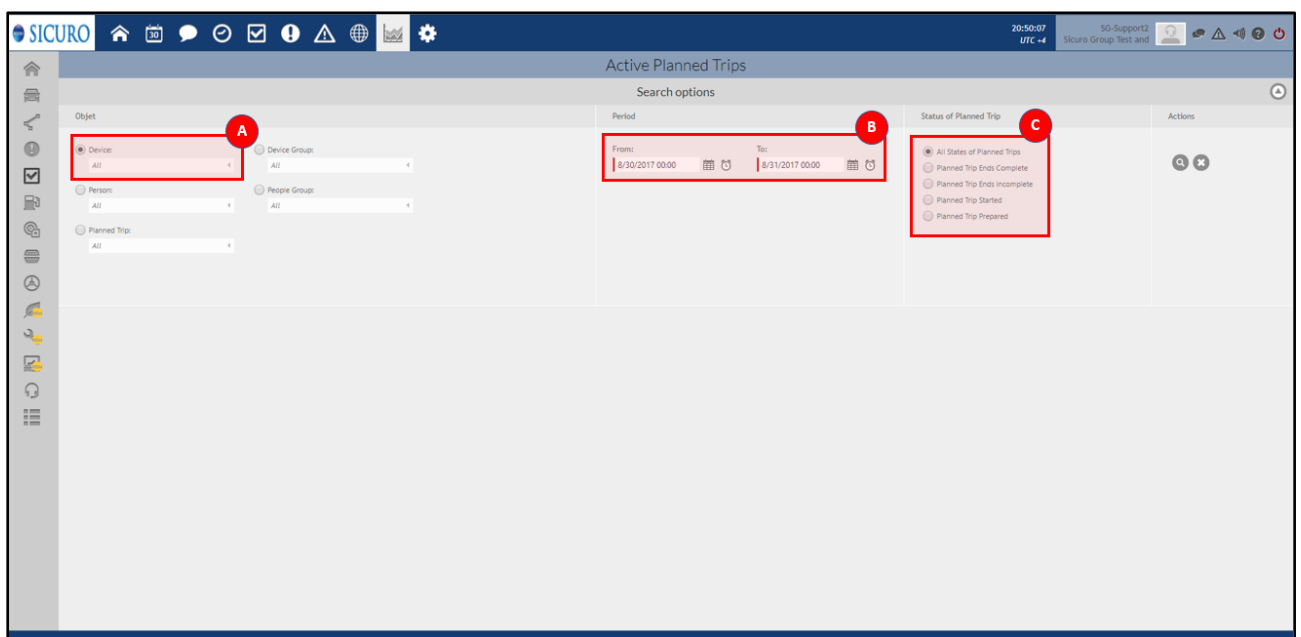 SICURO
30
20:50:07
UTC +4
SG-Support2
Sicuro Group Test and
Active Planned Trips
Search options
Objet
Period
Status of Planned Trip
Actions
A
B
C
Device:
All
Device Group:
All
Person:
All
People Group:
All
Planned Trip:
All
From:
8/30/2017 00:00
To:
8/31/2017 00:00
All States of Planned Trips
Planned Trip Ends Complete
Planned Trip Ends Incomplete
Planned Trip Started
Planned Trip Prepared